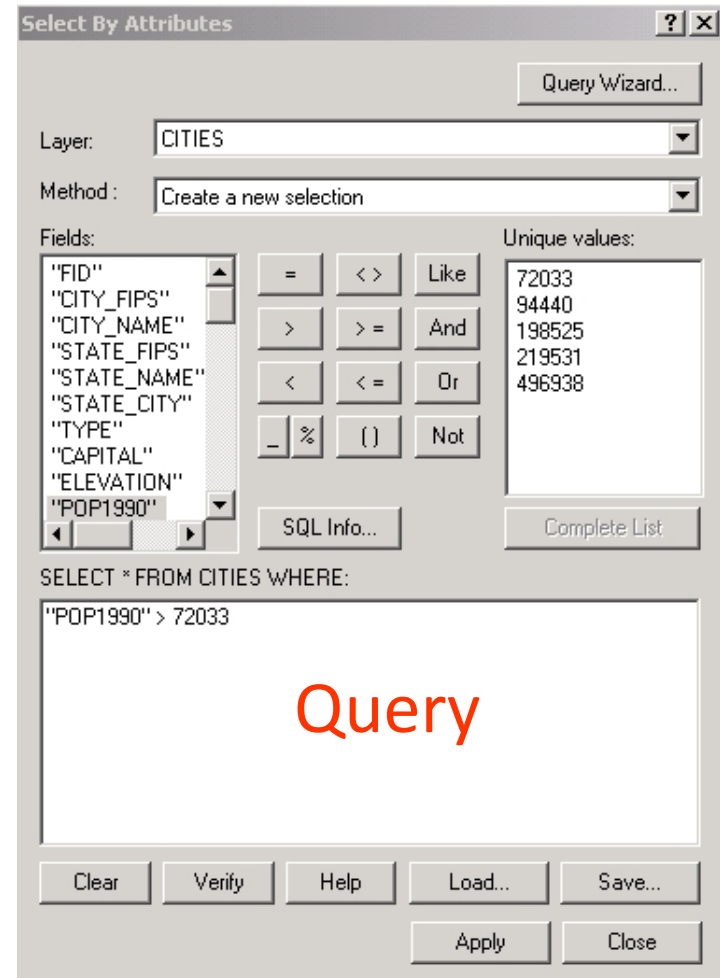 Select By Attributes ? X
Query Wizard...
Layer: CITIES
Method : Create a new selection
Fields:
"FID"
"CITY_FIPS"
"CITY_NAME"
"STATE_FIPS"
"STATE_NAME"
"STATE_CITY"
"TYPE"
"CAPITAL"
"ELEVATION"
"POP1990"
= < > Like
> > = And
< < = Or
_ % ( ) Not
SQL Info...
Unique values:
72033
94440
198525
219531
496938
Complete List
SELECT * FROM CITIES WHERE:
"POP1990" > 72033
Query
Clear Verify Help Load... Save...
Apply Close